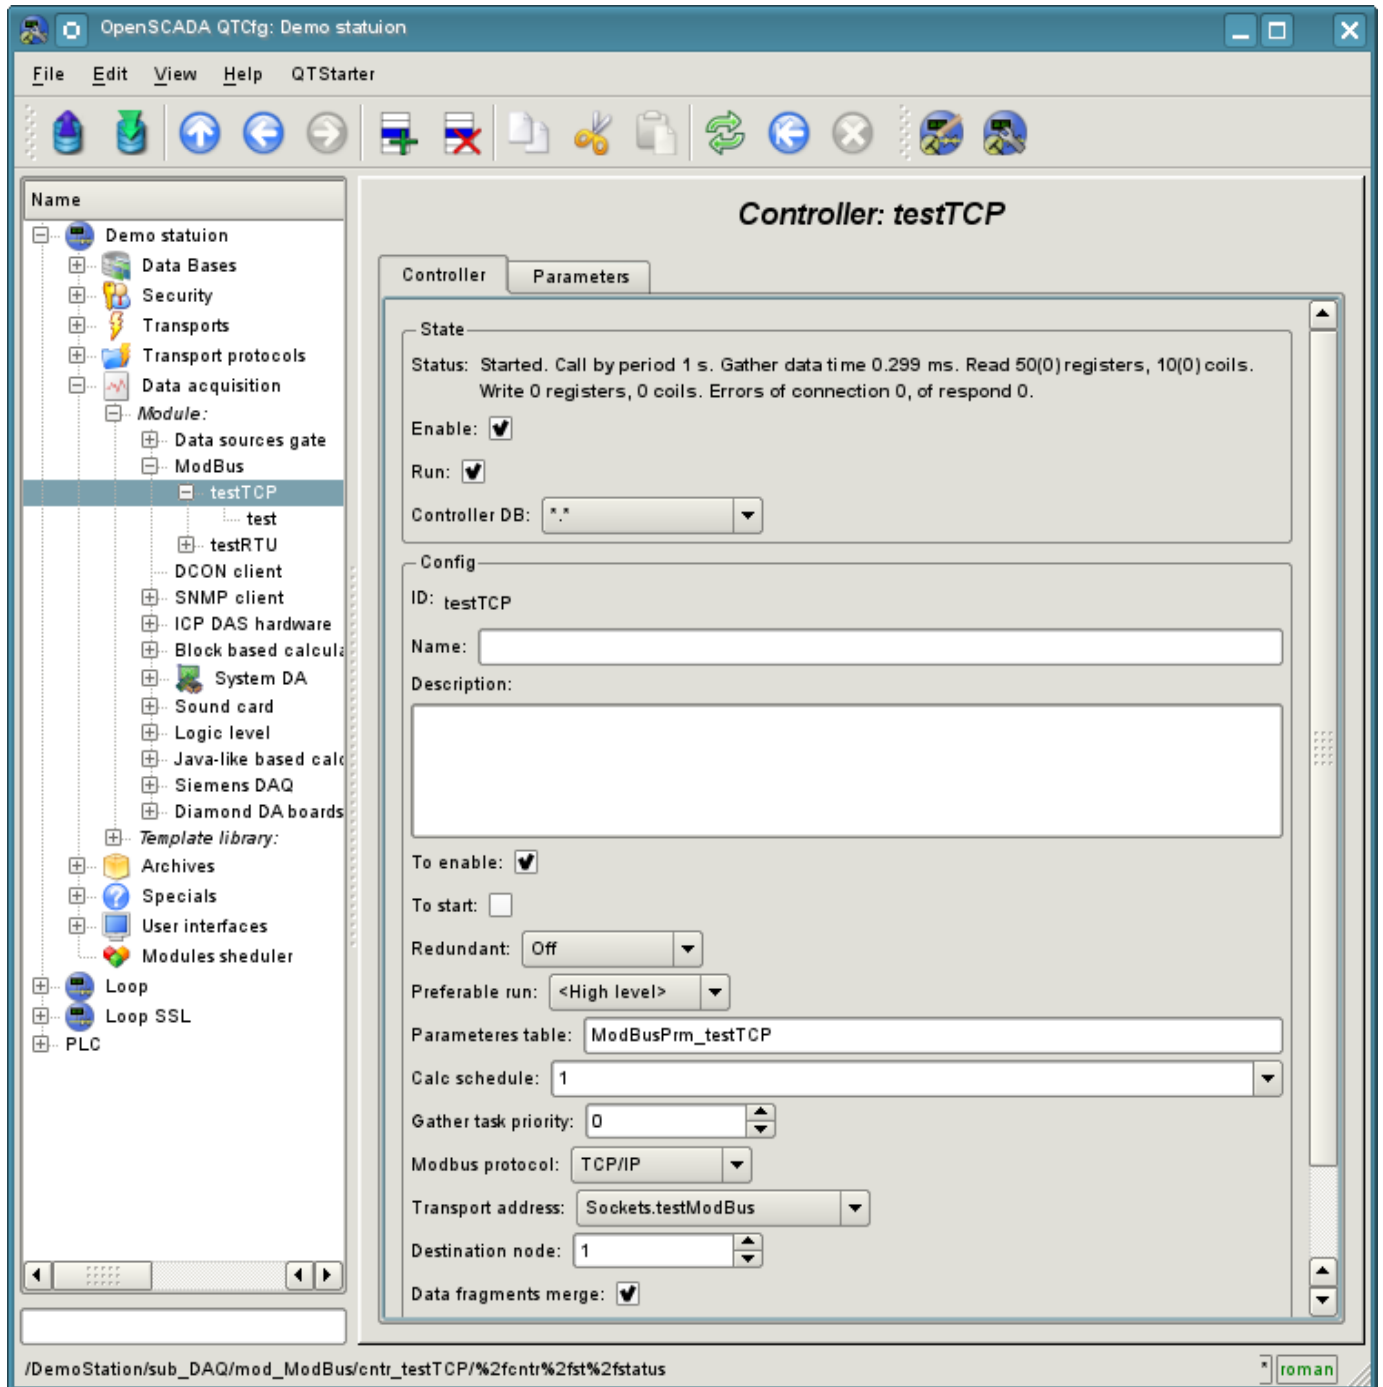 OpenSCADA QTCfg: Demo statuion
File Edit View Help QTStarter
Name
Demo statuion
Data Bases
Security
Transports
Transport protocols
Data acquisition
Module:
Data sources gate
ModBus
testTCP
test
testRTU
DCON client
SNMP client
ICP DAS hardware
Block based calcula
System DA
Sound card
Logic level
Java-like based calc
Siemens DAQ
Diamond DA boards
Template library:
Archives
Specials
User interfaces
Modules sheduler
Loop
Loop SSL
PLC
Controller: testTCP
Controller Parameters
State
Status: Started. Call by period 1 s. Gather data time 0.299 ms. Read 50(0) registers, 10(0) coils.
Write 0 registers, 0 coils. Errors of connection 0, of respond 0.
Enable:
Run:
Controller DB: *.*
Config
ID: testTCP
Name:
Description:
To enable:
To start:
Redundant: Off
Preferable run: <High level>
Parameteres table: ModBusPrm_testTCP
Calc schedule: 1
Gather task priority: 0
Modbus protocol: TCP/IP
Transport address: Sockets.testModBus
Destination node: 1
Data fragments merge:
/DemoStation/sub_DAQ/mod_ModBus/cntr_testTCP/%2fcntr%2fst%2fstatus
* roman